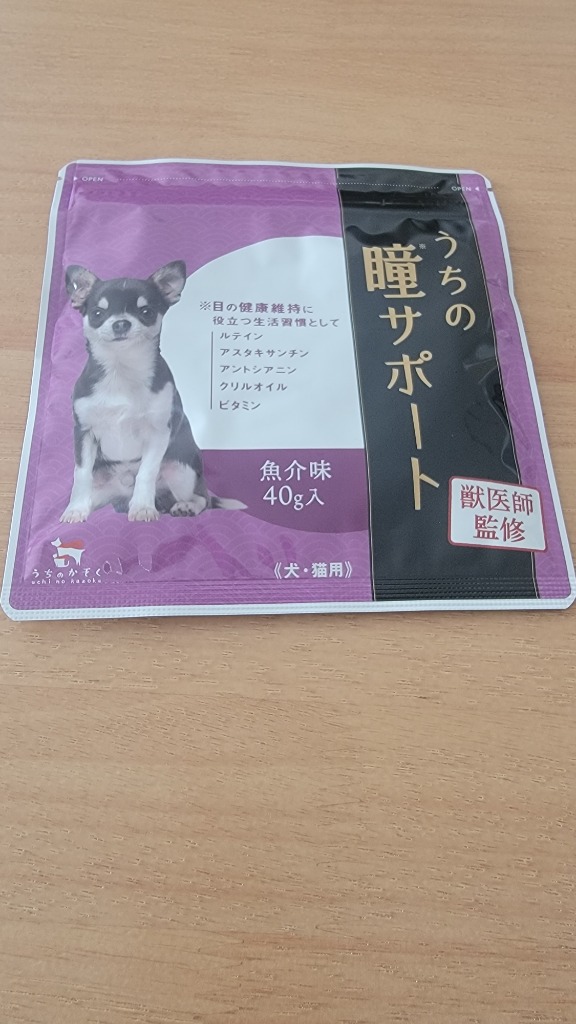 OPEN
OPEN
うちの
瞳※サポート
※目の健康維持に
役立つ生活習慣として
ルテイン
アスタキサンチン
アントシアニン
クリルオイル
ビタミン
魚介味
40g入
獣医師
監修
《犬・猫用》
うちのかぞく
uchi no kazoku